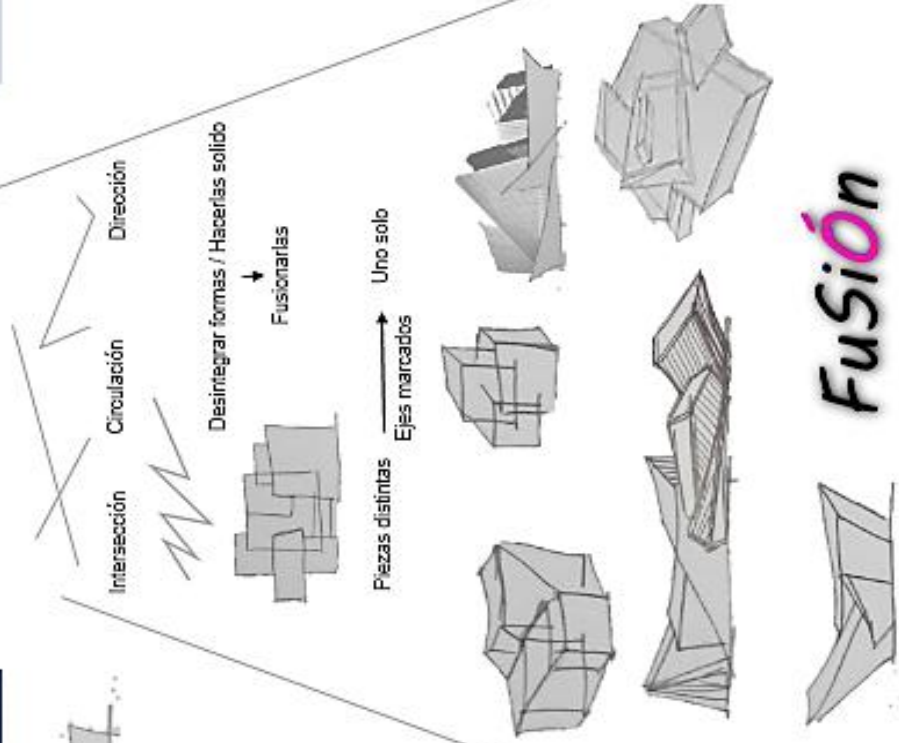 Intersección
Circulación
Dirección
Desintegrar formas / Hacerlas solido
Fusionarlas
Piezas distintas
Uno solo
Ejes marcados
FuSiÓn